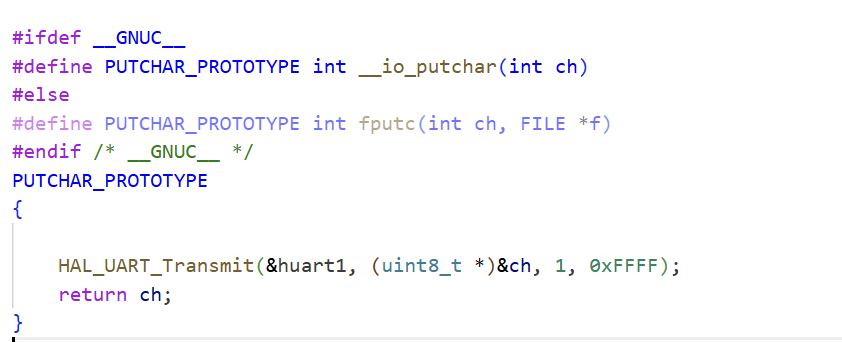 #ifdef __GNUC__
#define PUTCHAR_PROTOTYPE int __io_putchar(int ch)
#else
#define PUTCHAR_PROTOTYPE int fputc(int ch, FILE *f)
#endif /* __GNUC__ */
PUTCHAR_PROTOTYPE
{
    HAL_UART_Transmit(&huart1, (uint8_t *)&ch, 1, 0xFFFF);
    return ch;
}